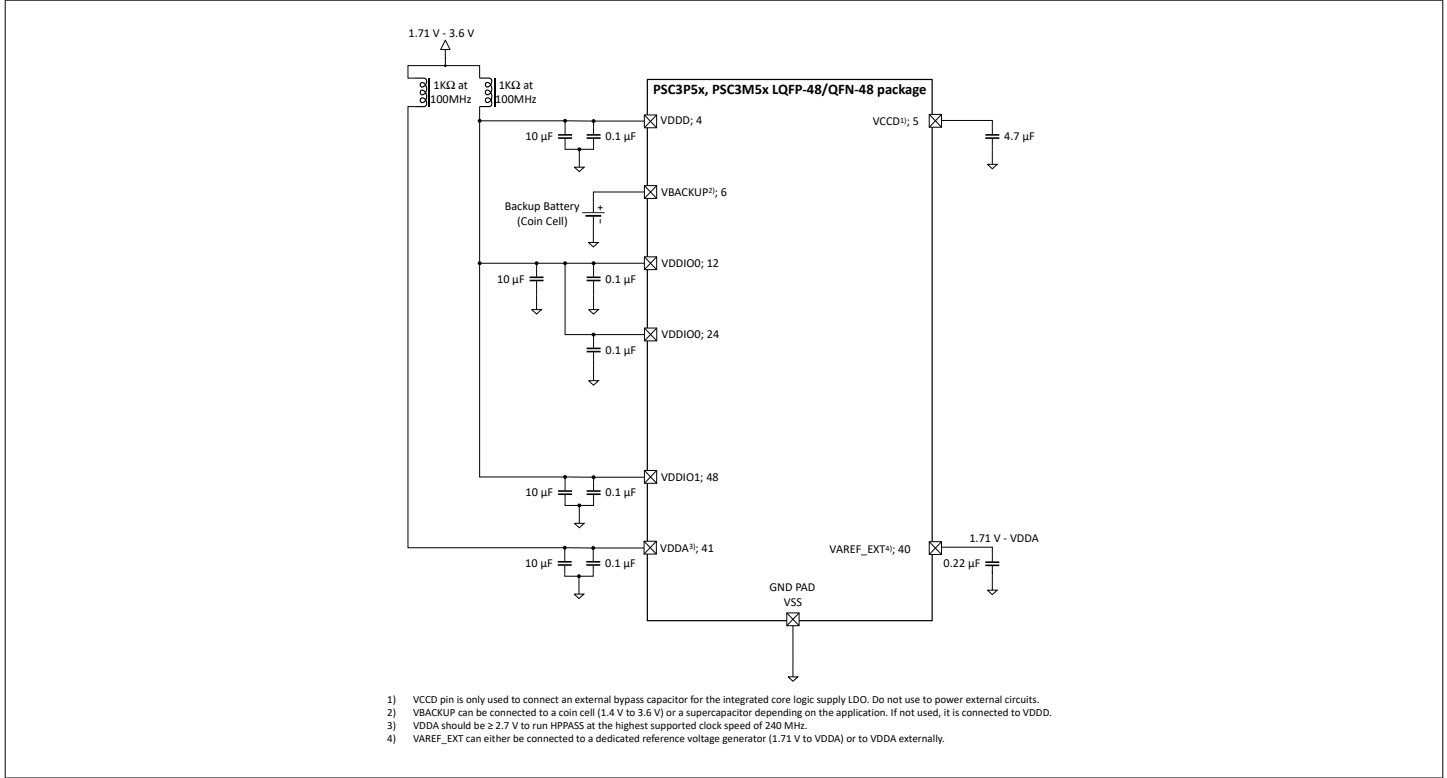 1.71 V - 3.6 V
1KΩ at
100MHz
1KΩ at
100MHz
PSC3P5x, PSC3M5x LQFP-48/QFN-48 package
10 µF
0.1 µF
VDDD; 4
VCCD1); 5
4.7 µF
VBACKUP2); 6
Backup Battery
(Coin Cell)
+
-
10 µF
0.1 µF
VDDIO0; 12
0.1 µF
VDDIO0; 24
10 µF
0.1 µF
VDDIO1; 48
10 µF
0.1 µF
VDDA3); 41
VAREF_EXT4); 40
1.71 V - VDDA
0.22 µF
GND PAD
VSS
1) VCCD pin is only used to connect an external bypass capacitor for the integrated core logic supply LDO. Do not use to power external circuits.
2) VBACKUP can be connected to a coin cell (1.4 V to 3.6 V) or a supercapacitor depending on the application. If not used, it is connected to VDDD.
3) VDDA should be ≥ 2.7 V to run HPPASS at the highest supported clock speed of 240 MHz.
4) VAREF_EXT can either be connected to a dedicated reference voltage generator (1.71 V to VDDA) or to VDDA externally.